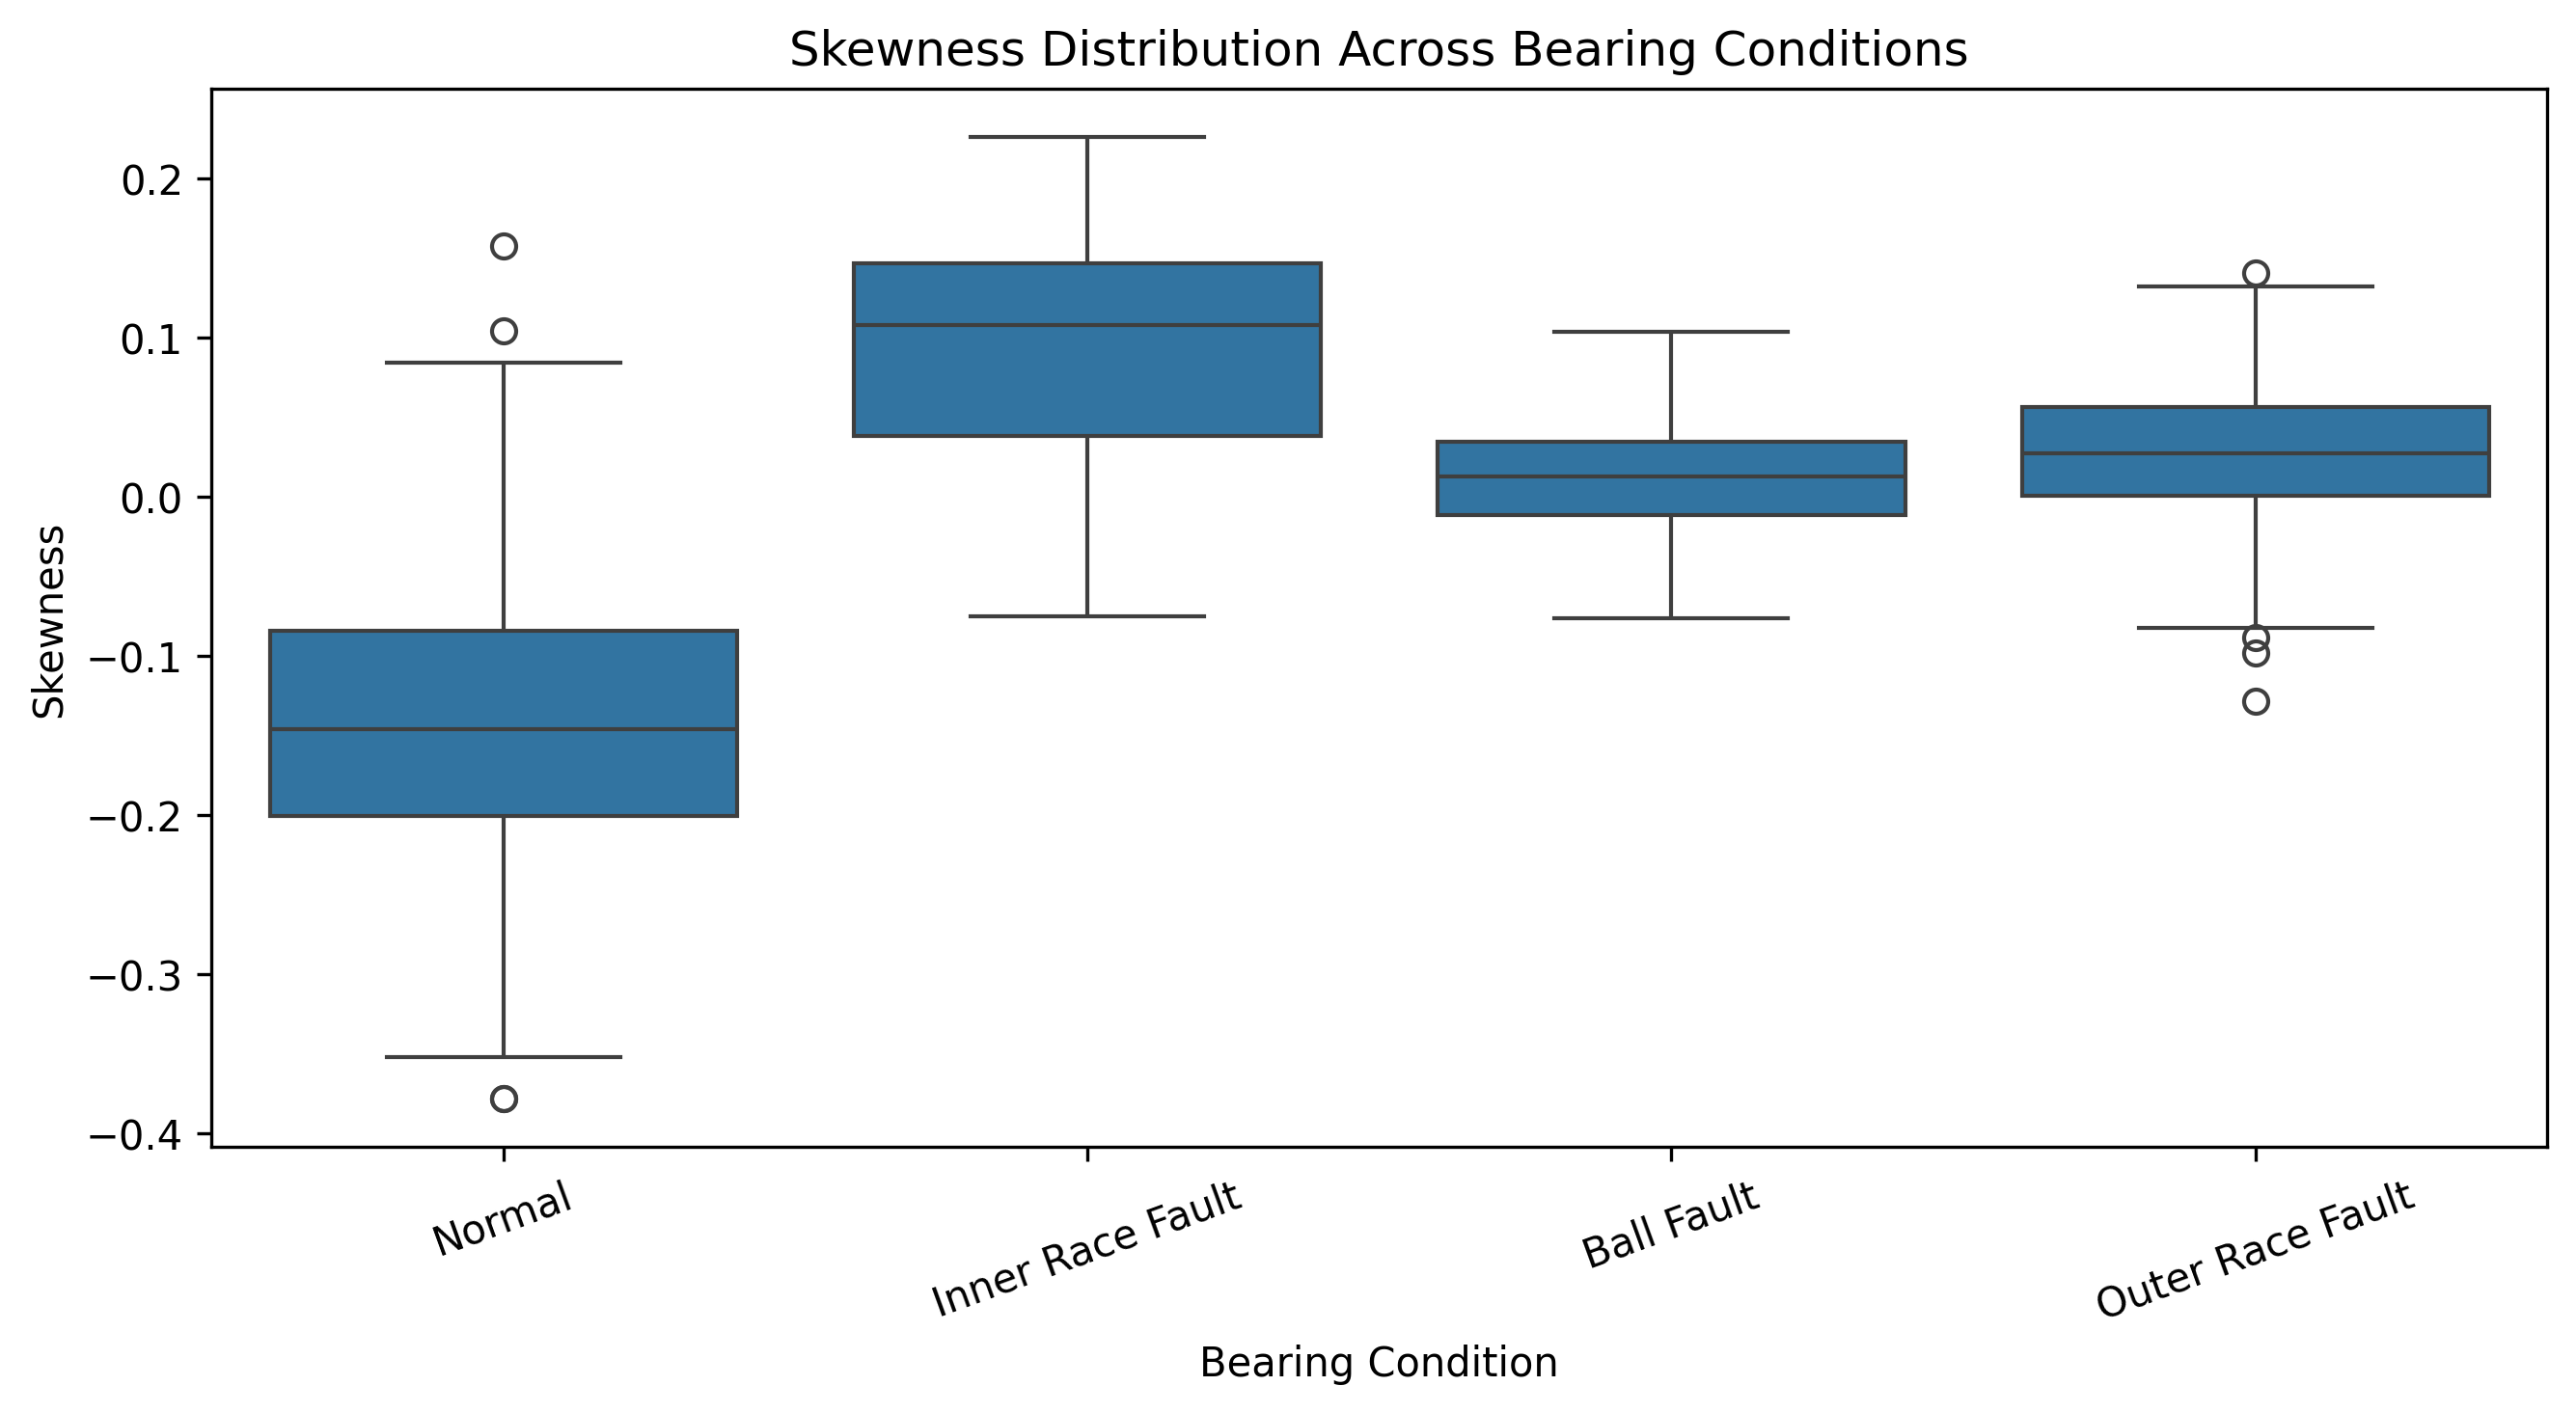 Skewness Distribution Across Bearing Conditions
Skewness
0.2
0.1
0.0
−0.1
−0.2
−0.3
−0.4
Normal
Inner Race Fault
Ball Fault
Outer Race Fault
Bearing Condition